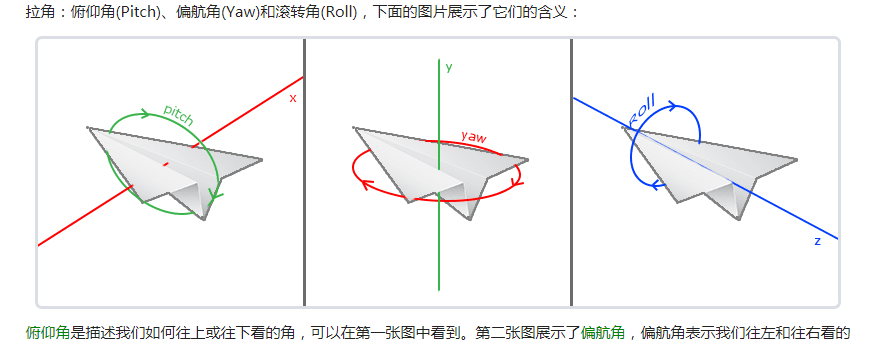 拉角：俯仰角(Pitch)、偏航角(Yaw)和滚转角(Roll)，下面的图片展示了它们的含义：
pitch
x
y
yaw
Roll
z
俯仰角是描述我们如何往上或往下看的角，可以在第一张图中看到。第二张图展示了偏航角，偏航角表示我们往左和往右看的